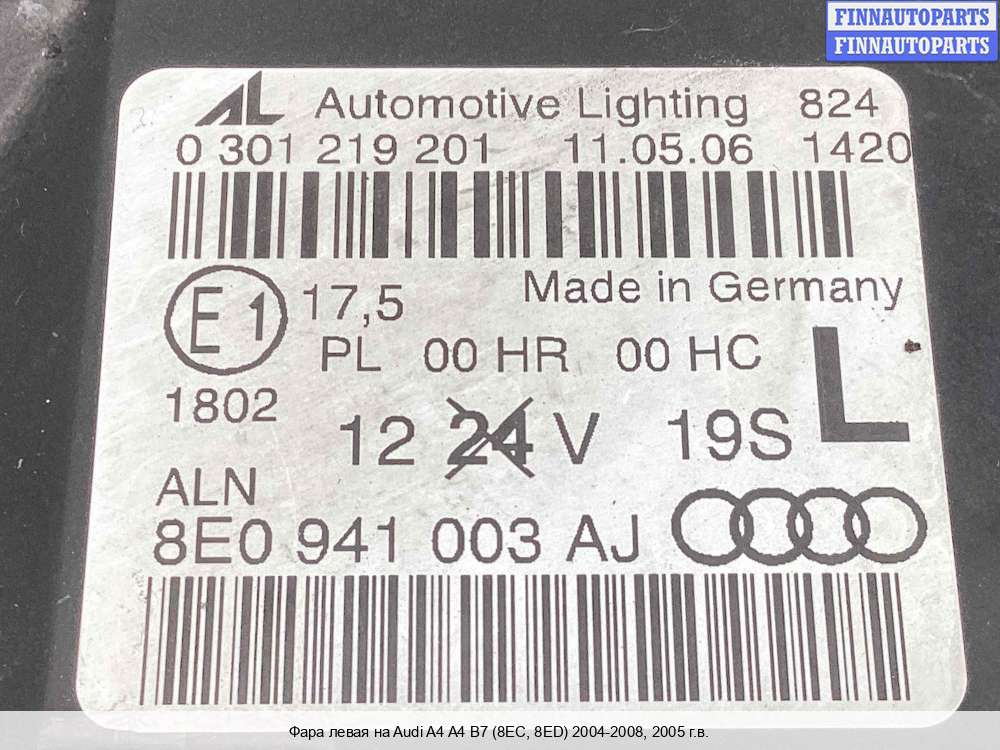 FINNAUTOPARTS
FINNAUTOPARTS
AL Automotive Lighting 824
0 301 219 201 11.05.06 1420
E1 17,5 Made in Germany
PL 00 HR 00 HC
1802
12 24 V 19S L
ALN
8E0 941 003 AJ
Фара левая на Audi A4 A4 B7 (8EC, 8ED) 2004-2008, 2005 г.в.